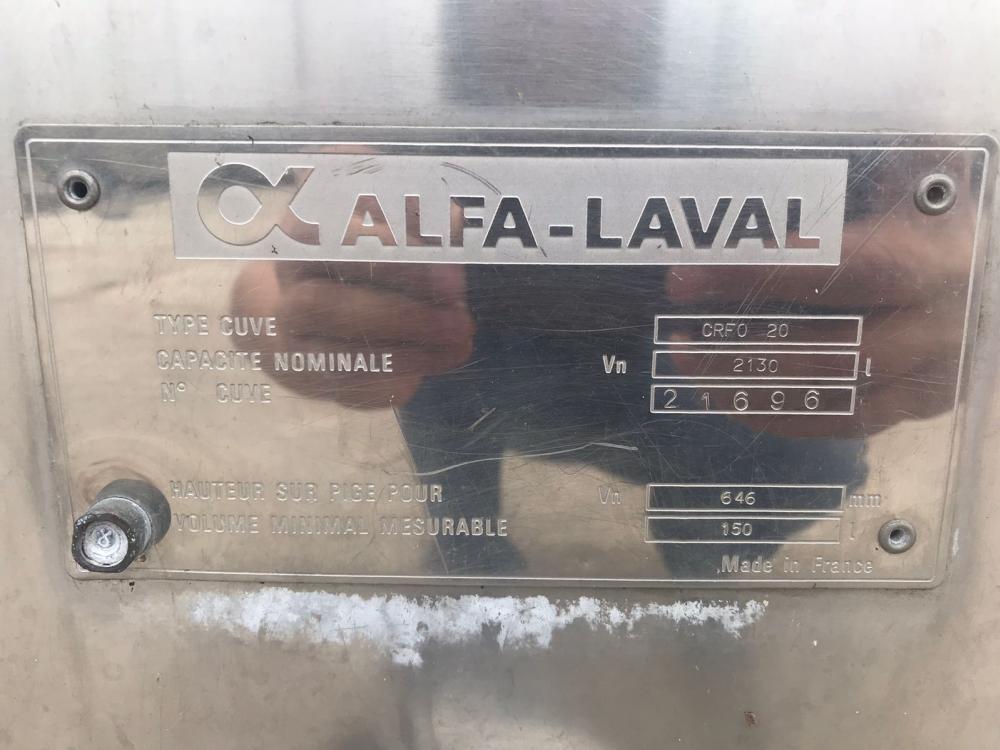 α ALFA-LAVAL
TYPE CUVE CRFO 20
CAPACITE NOMINALE Vn 2130 l
N° CUVE 21696
HAUTEUR SUR PIGE/POUR Vn 646 mm
VOLUME MINIMAL MESURABLE 150 l
Made in France